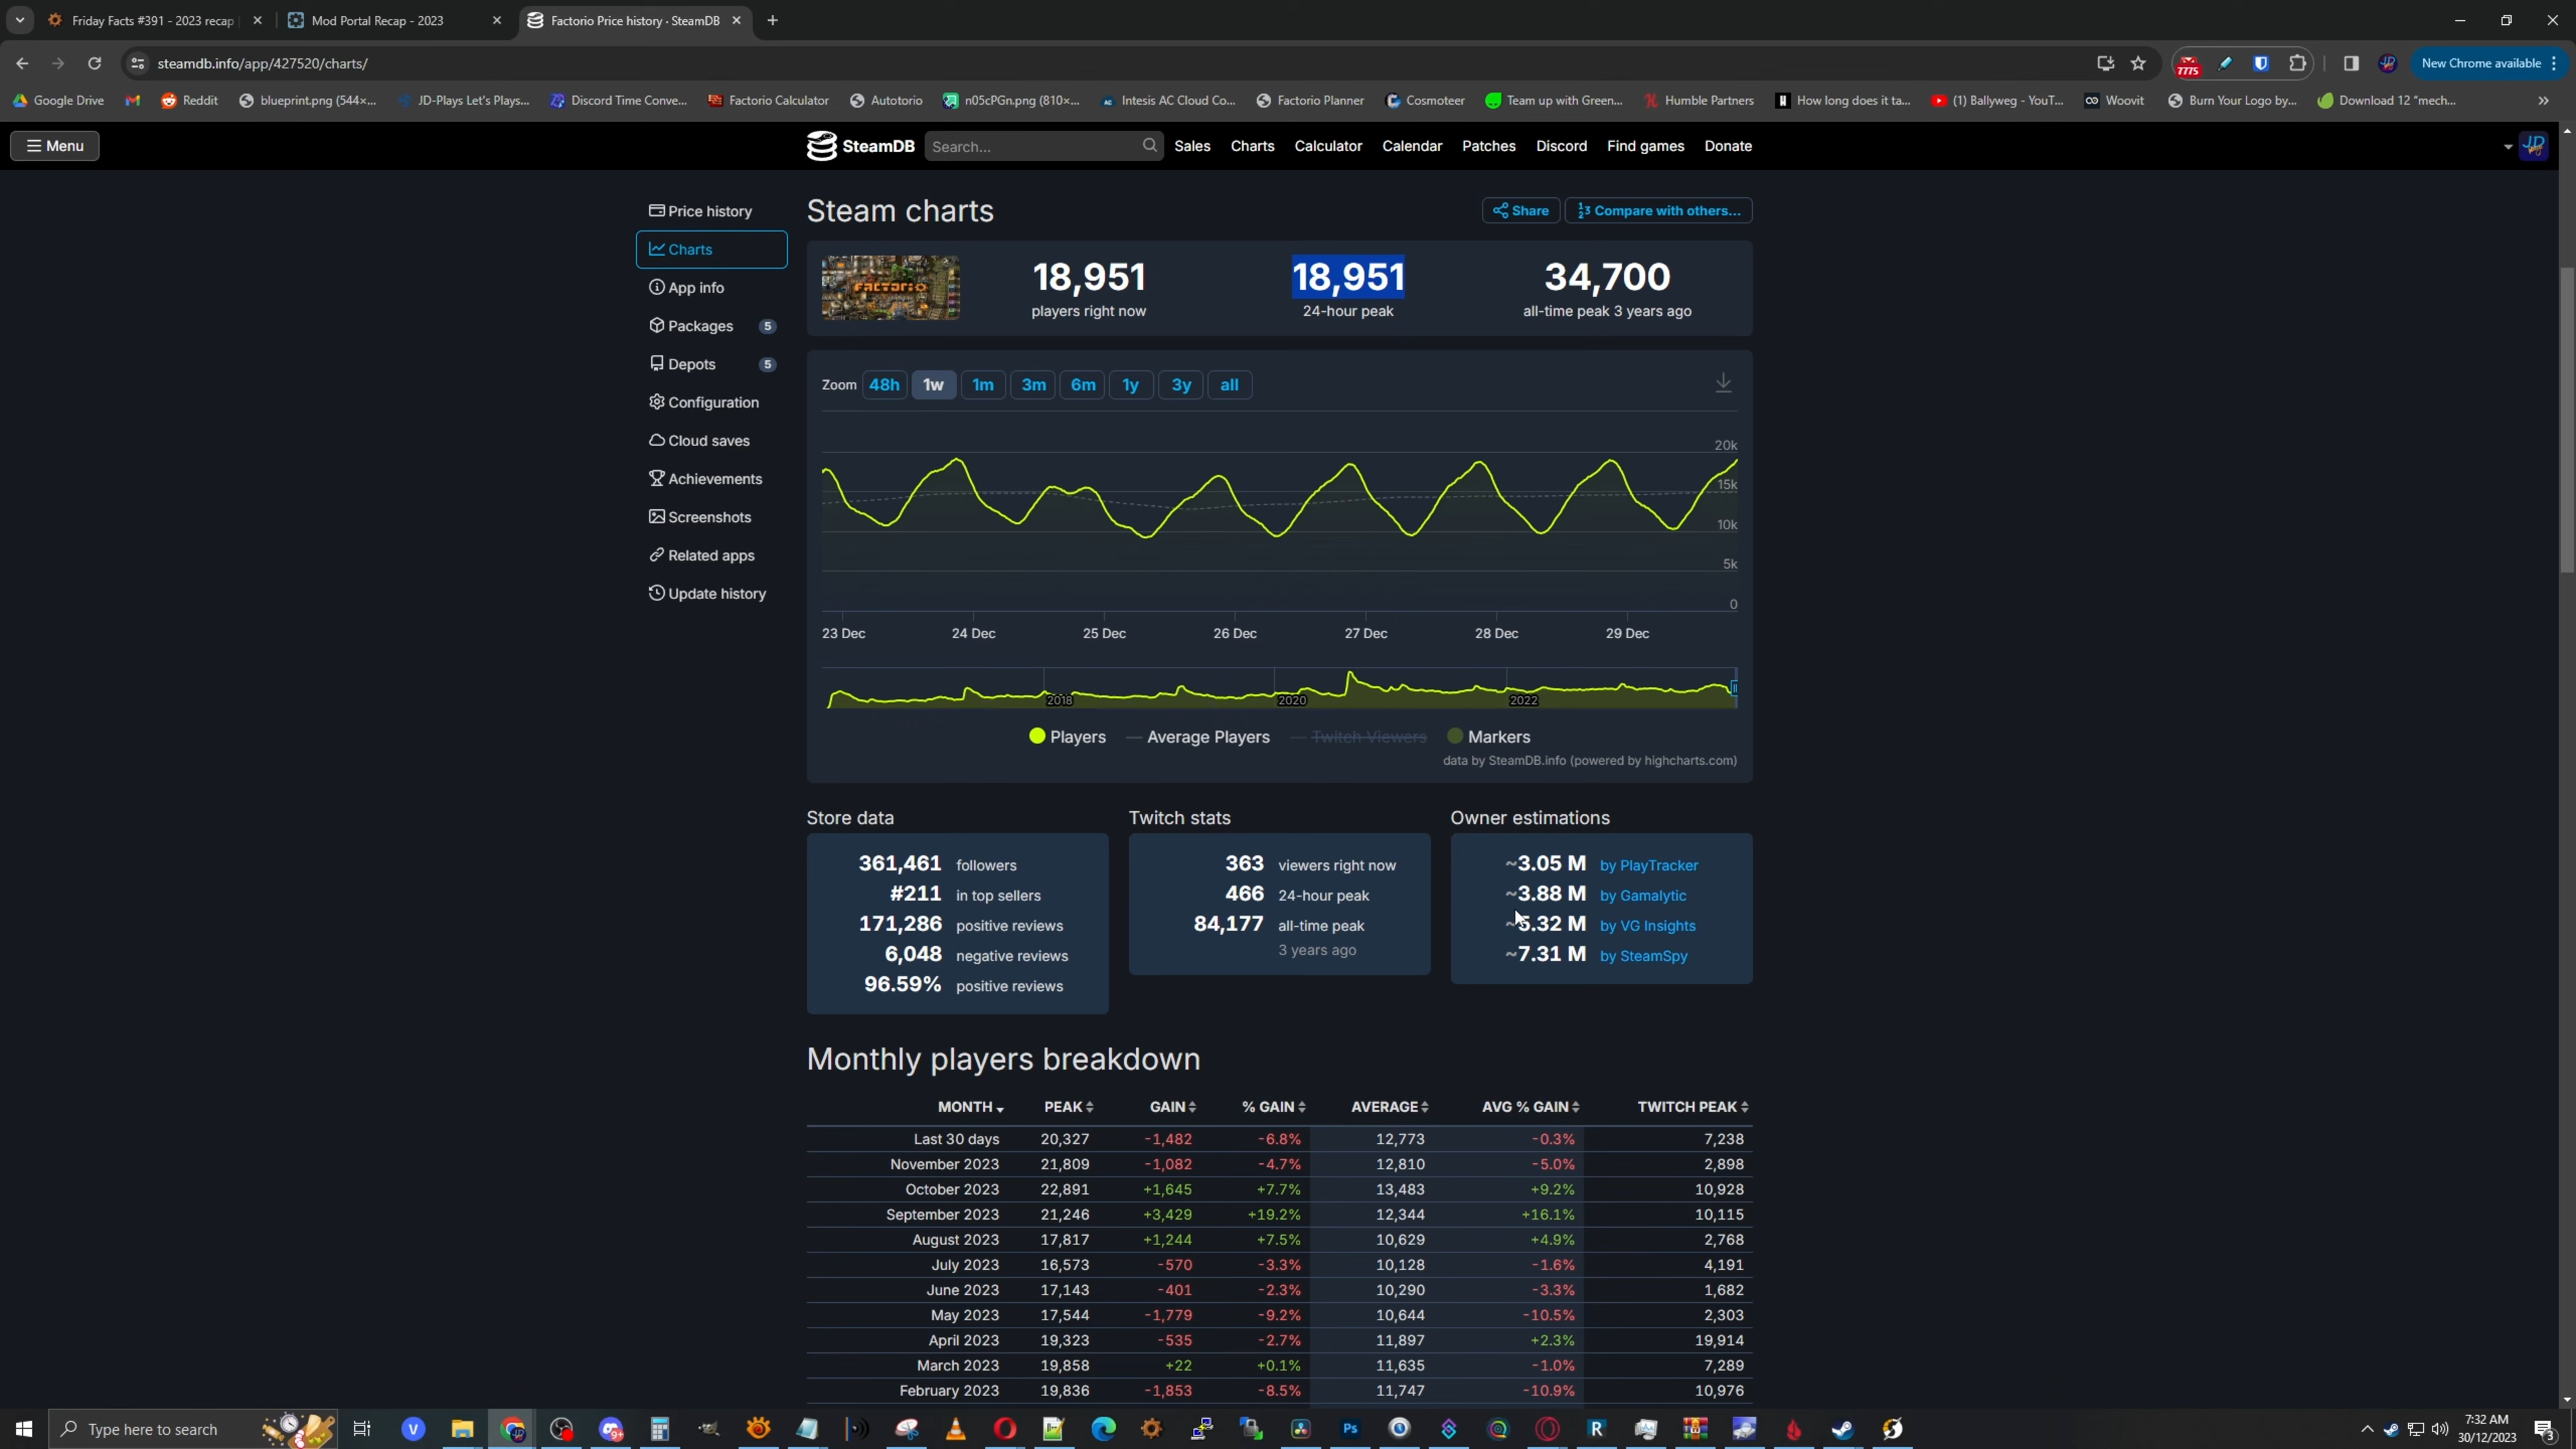 Friday Facts #391 - 2023 recap
Mod Portal Recap - 2023
Factorio Price history · SteamDB
steamdb.info/app/427520/charts/
7775
New Chrome available
Google Drive
Reddit
blueprint.png (544×...
JD-Plays Let's Plays...
Discord Time Conve...
Factorio Calculator
Autotorio
n05cPGn.png (810×...
Intesis AC Cloud Co...
Factorio Planner
Cosmoteer
Team up with Green...
Humble Partners
How long does it ta...
(1) Ballyweg - YouT...
Woovit
Burn Your Logo by...
Download 12 "mech...
Menu
SteamDB
Search...
Sales Charts Calculator Calendar Patches Discord Find games Donate
Price history
Charts
App info
Packages 5
Depots 5
Configuration
Cloud saves
Achievements
Screenshots
Related apps
Update history
Steam charts
Share
Compare with others...
FACTORIO
18,951
players right now
18,951
24-hour peak
34,700
all-time peak 3 years ago
Zoom 48h 1w 1m 3m 6m 1y 3y all
20k
15k
10k
5k
0
23 Dec 24 Dec 25 Dec 26 Dec 27 Dec 28 Dec 29 Dec
2018 2020 2022
Players Average Players Twitch Viewers Markers
data by SteamDB.info (powered by highcharts.com)
Store data
361,461 followers
#211 in top sellers
171,286 positive reviews
6,048 negative reviews
96.59% positive reviews
Twitch stats
363 viewers right now
466 24-hour peak
84,177 all-time peak
3 years ago
Owner estimations
~3.05 M by PlayTracker
~3.88 M by Gamalytic
~5.32 M by VG Insights
~7.31 M by SteamSpy
Monthly players breakdown
MONTH PEAK GAIN % GAIN AVERAGE AVG % GAIN TWITCH PEAK
Last 30 days 20,327 -1,482 -6.8% 12,773 -0.3% 7,238
November 2023 21,809 -1,082 -4.7% 12,810 -5.0% 2,898
October 2023 22,891 +1,645 +7.7% 13,483 +9.2% 10,928
September 2023 21,246 +3,429 +19.2% 12,344 +16.1% 10,115
August 2023 17,817 +1,244 +7.5% 10,629 +4.9% 2,768
July 2023 16,573 -570 -3.3% 10,128 -1.6% 4,191
June 2023 17,143 -401 -2.3% 10,290 -3.3% 1,682
May 2023 17,544 -1,779 -9.2% 10,644 -10.5% 2,303
April 2023 19,323 -535 -2.7% 11,897 +2.3% 19,914
March 2023 19,858 +22 +0.1% 11,635 -1.0% 7,289
February 2023 19,836 -1,853 -8.5% 11,747 -10.9% 10,976
Type here to search
7:32 AM
30/12/2023
3